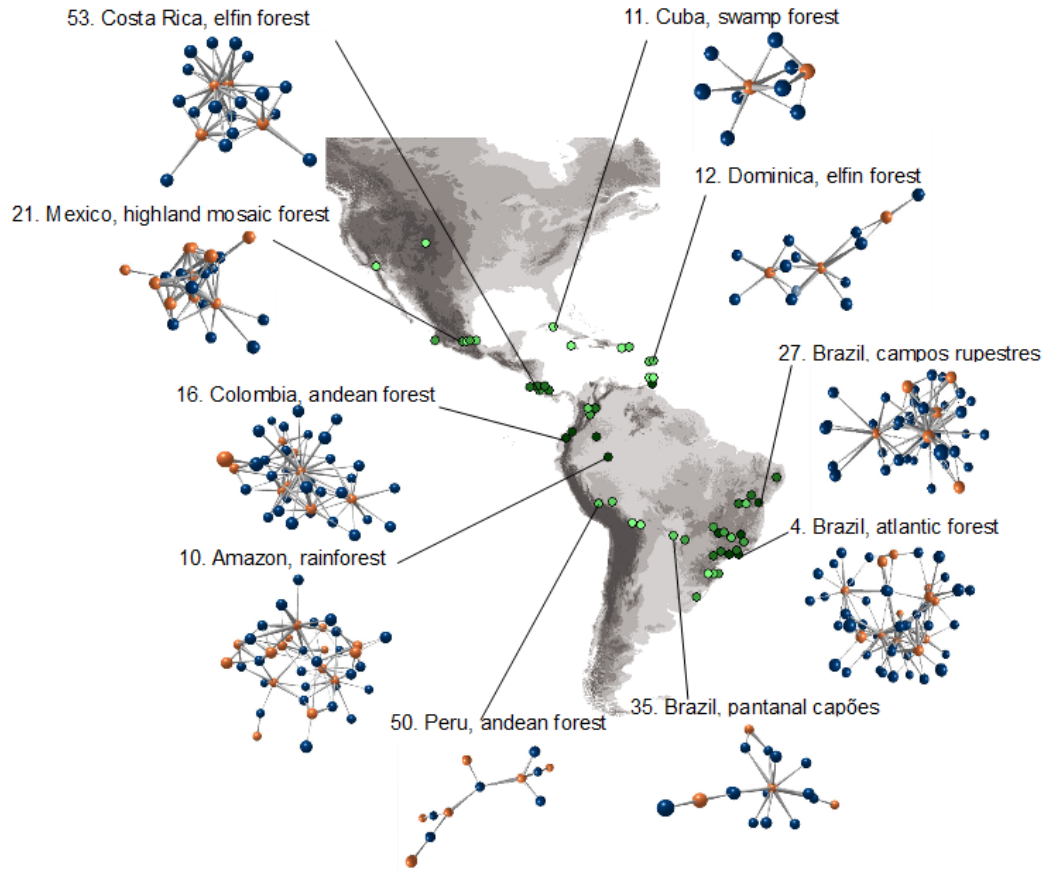 53. Costa Rica, elfin forest
11. Cuba, swamp forest
12. Dominica, elfin forest
21. Mexico, highland mosaic forest
27. Brazil, campos rupestres
16. Colombia, andean forest
4. Brazil, atlantic forest
10. Amazon, rainforest
35. Brazil, pantanal capões
50. Peru, andean forest